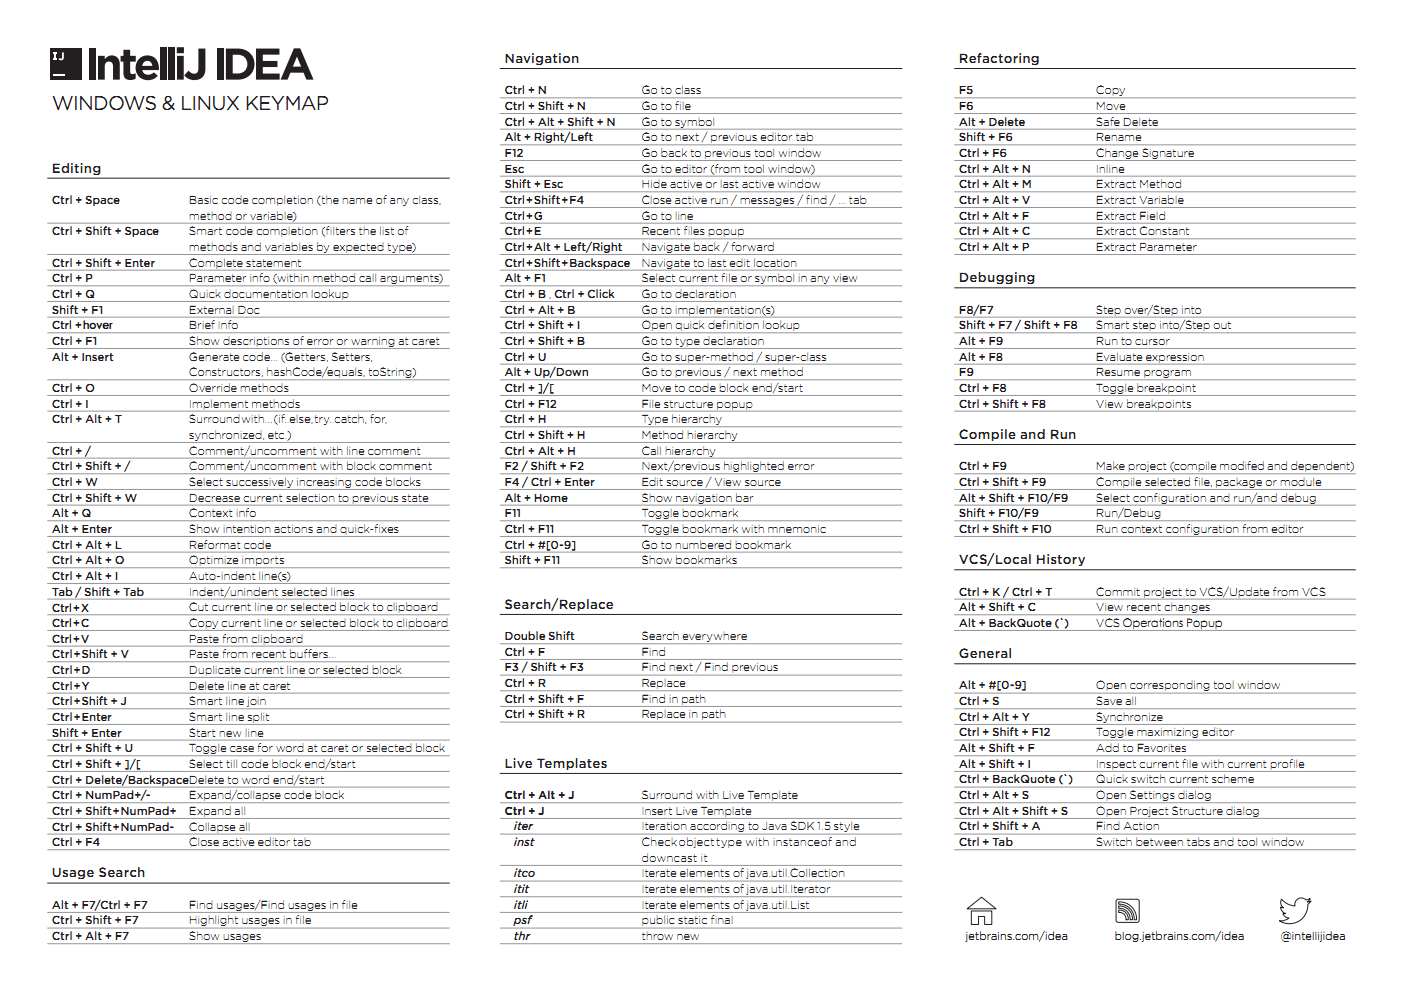 IJ IntelliJ IDEA
WINDOWS & LINUX KEYMAP
Editing
Ctrl + Space Basic code completion (the name of any class,
method or variable)
Ctrl + Shift + Space Smart code completion (filters the list of
methods and variables by expected type)
Ctrl + Shift + Enter Complete statement
Ctrl + P Parameter info (within method call arguments)
Ctrl + Q Quick documentation lookup
Shift + F1 External Doc
Ctrl +hover Brief Info
Ctrl + F1 Show descriptions of error or warning at caret
Alt + Insert Generate code... (Getters, Setters,
Constructors, hashCode/equals, toString)
Ctrl + O Override methods
Ctrl + I Implement methods
Ctrl + Alt + T Surround with...(if..else, try..catch, for,
synchronized, etc.)
Ctrl + / Comment/uncomment with line comment
Ctrl + Shift + / Comment/uncomment with block comment
Ctrl + W Select successively increasing code blocks
Ctrl + Shift + W Decrease current selection to previous state
Alt + Q Context info
Alt + Enter Show intention actions and quick-fixes
Ctrl + Alt + L Reformat code
Ctrl + Alt + O Optimize imports
Ctrl + Alt + I Auto-indent line(s)
Tab / Shift + Tab Indent/unindent selected lines
Ctrl+X Cut current line or selected block to clipboard
Ctrl+C Copy current line or selected block to clipboard
Ctrl+V Paste from clipboard
Ctrl+Shift + V Paste from recent buffers...
Ctrl+D Duplicate current line or selected block
Ctrl+Y Delete line at caret
Ctrl+Shift + J Smart line join
Ctrl+Enter Smart line split
Shift + Enter Start new line
Ctrl + Shift + U Toggle case for word at caret or selected block
Ctrl + Shift + ]/[ Select till code block end/start
Ctrl + Delete/Backspace Delete to word end/start
Ctrl + NumPad+/- Expand/collapse code block
Ctrl + Shift+NumPad+ Expand all
Ctrl + Shift+NumPad- Collapse all
Ctrl + F4 Close active editor tab
Usage Search
Alt + F7/Ctrl + F7 Find usages/Find usages in file
Ctrl + Shift + F7 Highlight usages in file
Ctrl + Alt + F7 Show usages
Navigation
Ctrl + N Go to class
Ctrl + Shift + N Go to file
Ctrl + Alt + Shift + N Go to symbol
Alt + Right/Left Go to next / previous editor tab
F12 Go back to previous tool window
Esc Go to editor (from tool window)
Shift + Esc Hide active or last active window
Ctrl+Shift+F4 Close active run / messages / find / ... tab
Ctrl+G Go to line
Ctrl+E Recent files popup
Ctrl+Alt + Left/Right Navigate back / forward
Ctrl+Shift+Backspace Navigate to last edit location
Alt + F1 Select current file or symbol in any view
Ctrl + B , Ctrl + Click Go to declaration
Ctrl + Alt + B Go to implementation(s)
Ctrl + Shift + I Open quick definition lookup
Ctrl + Shift + B Go to type declaration
Ctrl + U Go to super-method / super-class
Alt + Up/Down Go to previous / next method
Ctrl + ]/[ Move to code block end/start
Ctrl + F12 File structure popup
Ctrl + H Type hierarchy
Ctrl + Shift + H Method hierarchy
Ctrl + Alt + H Call hierarchy
F2 / Shift + F2 Next/previous highlighted error
F4 / Ctrl + Enter Edit source / View source
Alt + Home Show navigation bar
F11 Toggle bookmark
Ctrl + F11 Toggle bookmark with mnemonic
Ctrl + #[0-9] Go to numbered bookmark
Shift + F11 Show bookmarks
Search/Replace
Double Shift Search everywhere
Ctrl + F Find
F3 / Shift + F3 Find next / Find previous
Ctrl + R Replace
Ctrl + Shift + F Find in path
Ctrl + Shift + R Replace in path
Live Templates
Ctrl + Alt + J Surround with Live Template
Ctrl + J Insert Live Template
iter Iteration according to Java SDK 1.5 style
inst Check object type with instanceof and
downcast it
itco Iterate elements of java.util.Collection
itit Iterate elements of java.util.Iterator
itli Iterate elements of java.util.List
psf public static final
thr throw new
Refactoring
F5 Copy
F6 Move
Alt + Delete Safe Delete
Shift + F6 Rename
Ctrl + F6 Change Signature
Ctrl + Alt + N Inline
Ctrl + Alt + M Extract Method
Ctrl + Alt + V Extract Variable
Ctrl + Alt + F Extract Field
Ctrl + Alt + C Extract Constant
Ctrl + Alt + P Extract Parameter
Debugging
F8/F7 Step over/Step into
Shift + F7 / Shift + F8 Smart step into/Step out
Alt + F9 Run to cursor
Alt + F8 Evaluate expression
F9 Resume program
Ctrl + F8 Toggle breakpoint
Ctrl + Shift + F8 View breakpoints
Compile and Run
Ctrl + F9 Make project (compile modifed and dependent)
Ctrl + Shift + F9 Compile selected file, package or module
Alt + Shift + F10/F9 Select configuration and run/and debug
Shift + F10/F9 Run/Debug
Ctrl + Shift + F10 Run context configuration from editor
VCS/Local History
Ctrl + K / Ctrl + T Commit project to VCS/Update from VCS
Alt + Shift + C View recent changes
Alt + BackQuote (`) VCS Operations Popup
General
Alt + #[0-9] Open corresponding tool window
Ctrl + S Save all
Ctrl + Alt + Y Synchronize
Ctrl + Shift + F12 Toggle maximizing editor
Alt + Shift + F Add to Favorites
Alt + Shift + I Inspect current file with current profile
Ctrl + BackQuote (`) Quick switch current scheme
Ctrl + Alt + S Open Settings dialog
Ctrl + Alt + Shift + S Open Project Structure dialog
Ctrl + Shift + A Find Action
Ctrl + Tab Switch between tabs and tool window
jetbrains.com/idea blog.jetbrains.com/idea @intellijidea